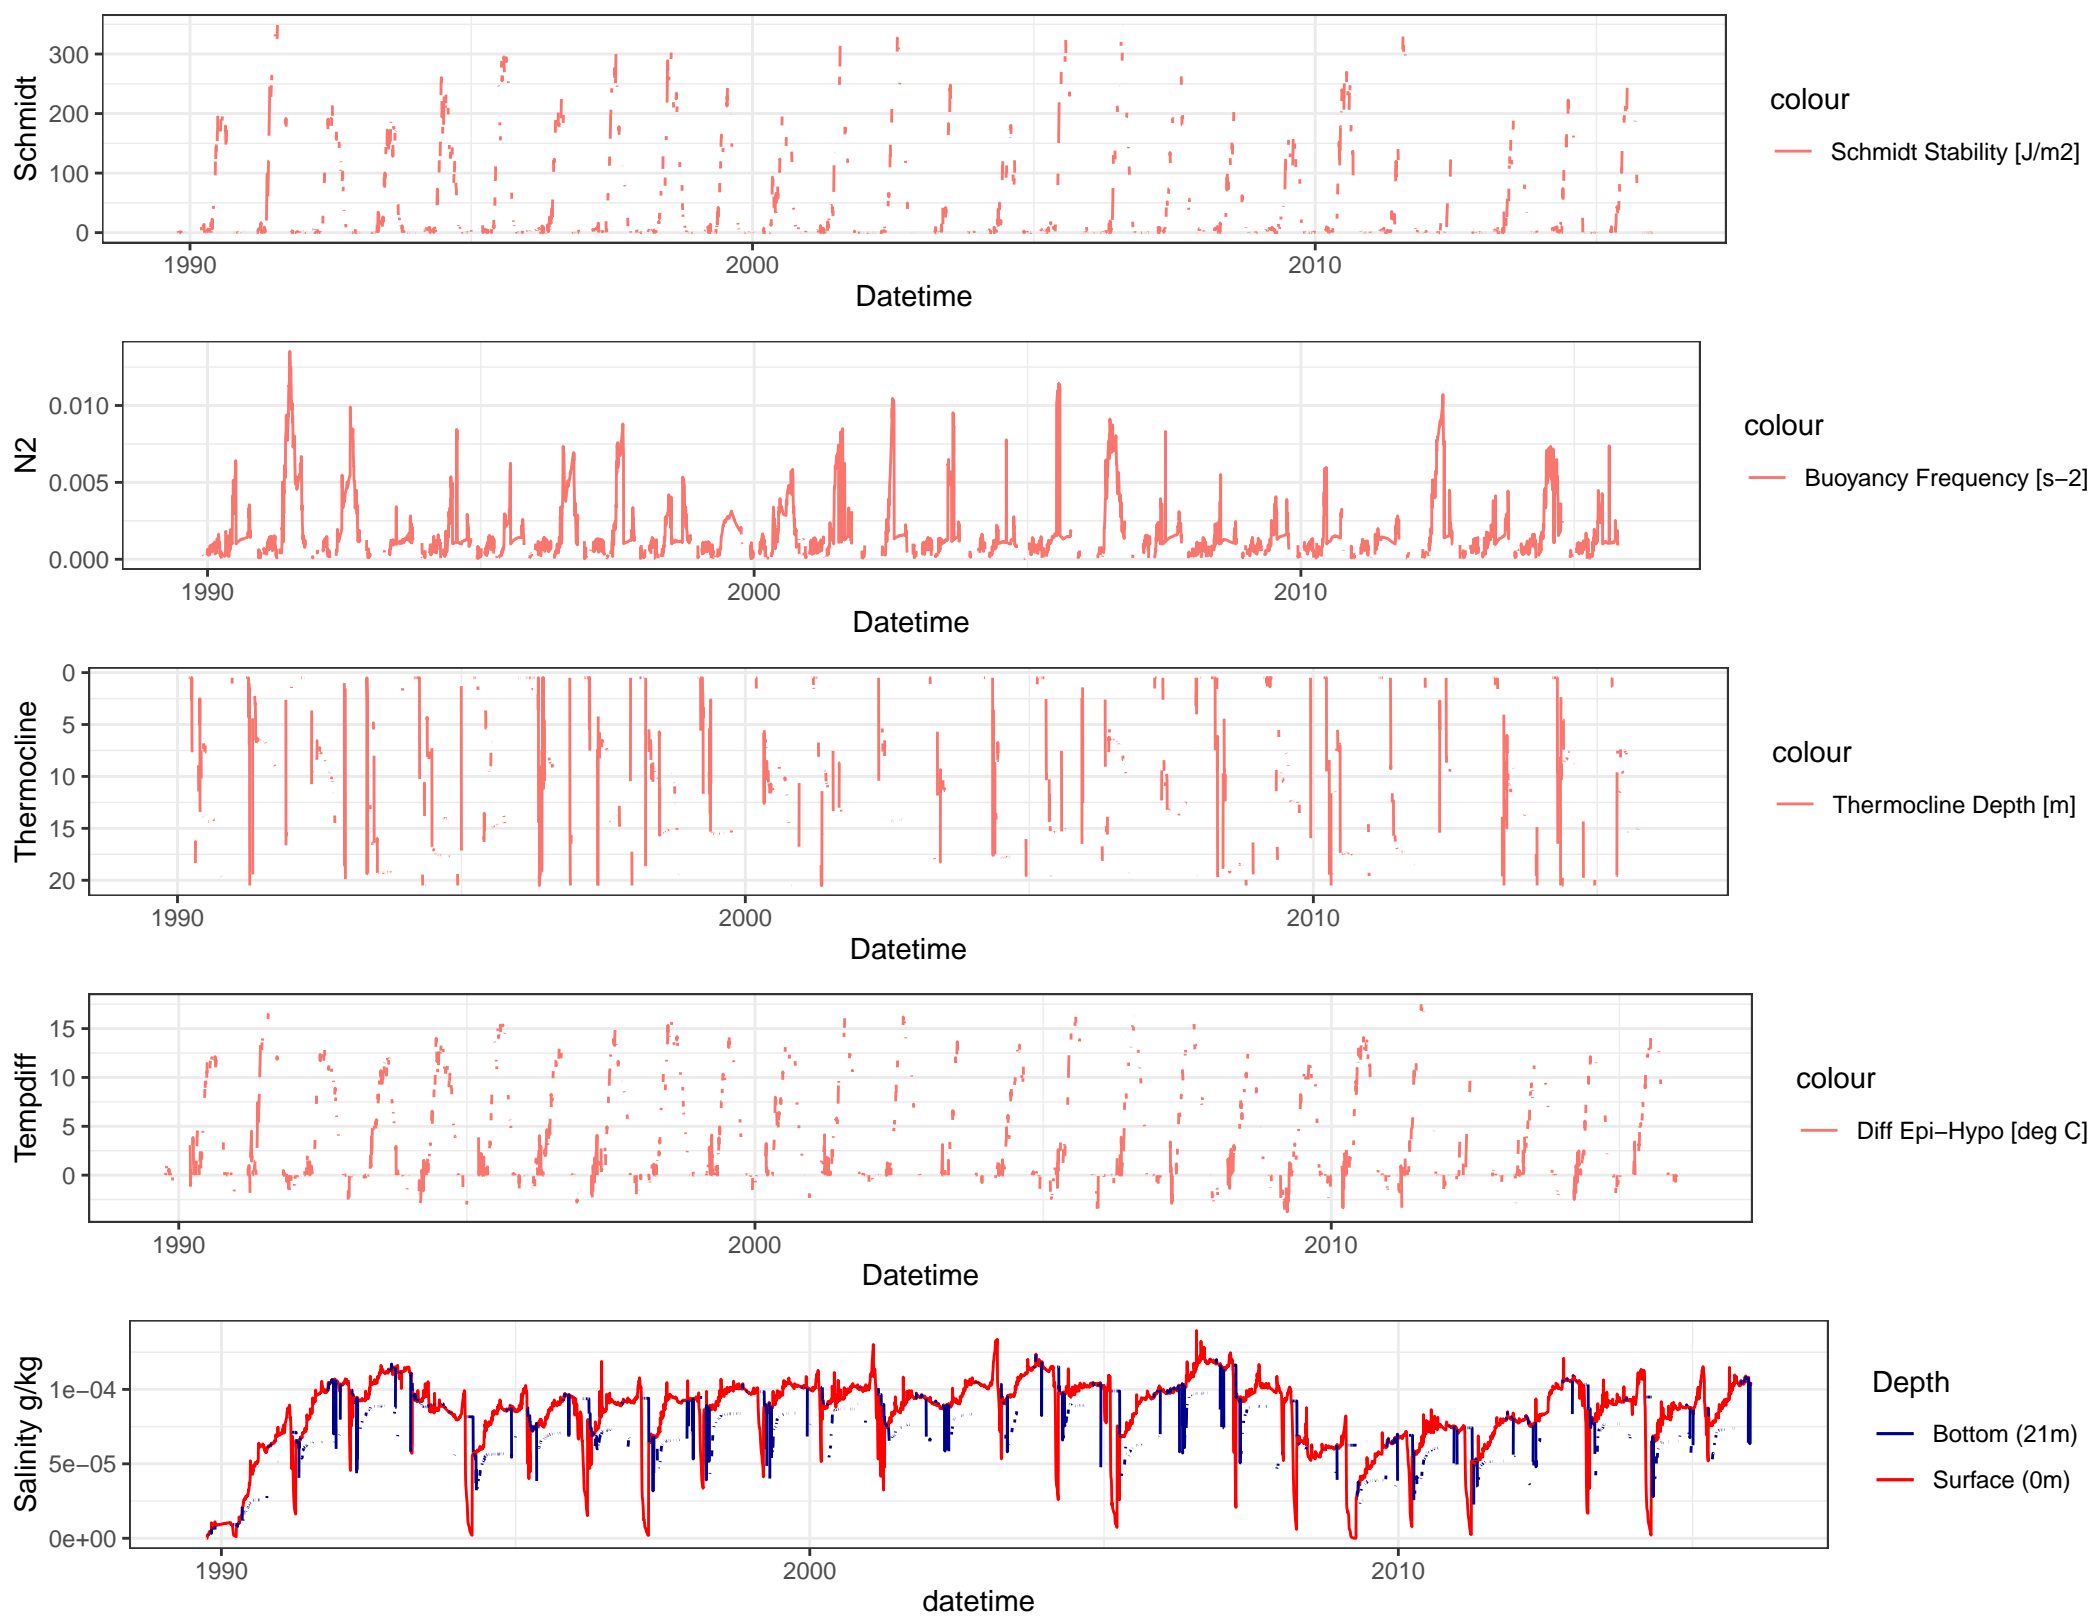 Schmidt
300
200
100
0
1990 2000 2010
Datetime
colour
Schmidt Stability [J/m2]
N2
0.010
0.005
0.000
1990 2000 2010
Datetime
colour
Buoyancy Frequency [s−2]
Thermocline
0
5
10
15
20
1990 2000 2010
Datetime
colour
Thermocline Depth [m]
Tempdiff
15
10
5
0
1990 2000 2010
Datetime
colour
Diff Epi−Hypo [deg C]
Salinity g/kg
1e−04
5e−05
0e+00
1990 2000 2010
datetime
Depth
Bottom (21m)
Surface (0m)